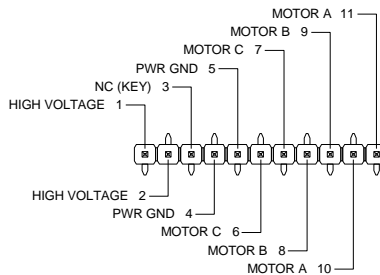 MOTOR A 11
MOTOR B 9
MOTOR C 7
PWR GND 5
NC (KEY) 3
HIGH VOLTAGE 1
HIGH VOLTAGE 2
PWR GND 4
MOTOR C 6
MOTOR B 8
MOTOR A 10